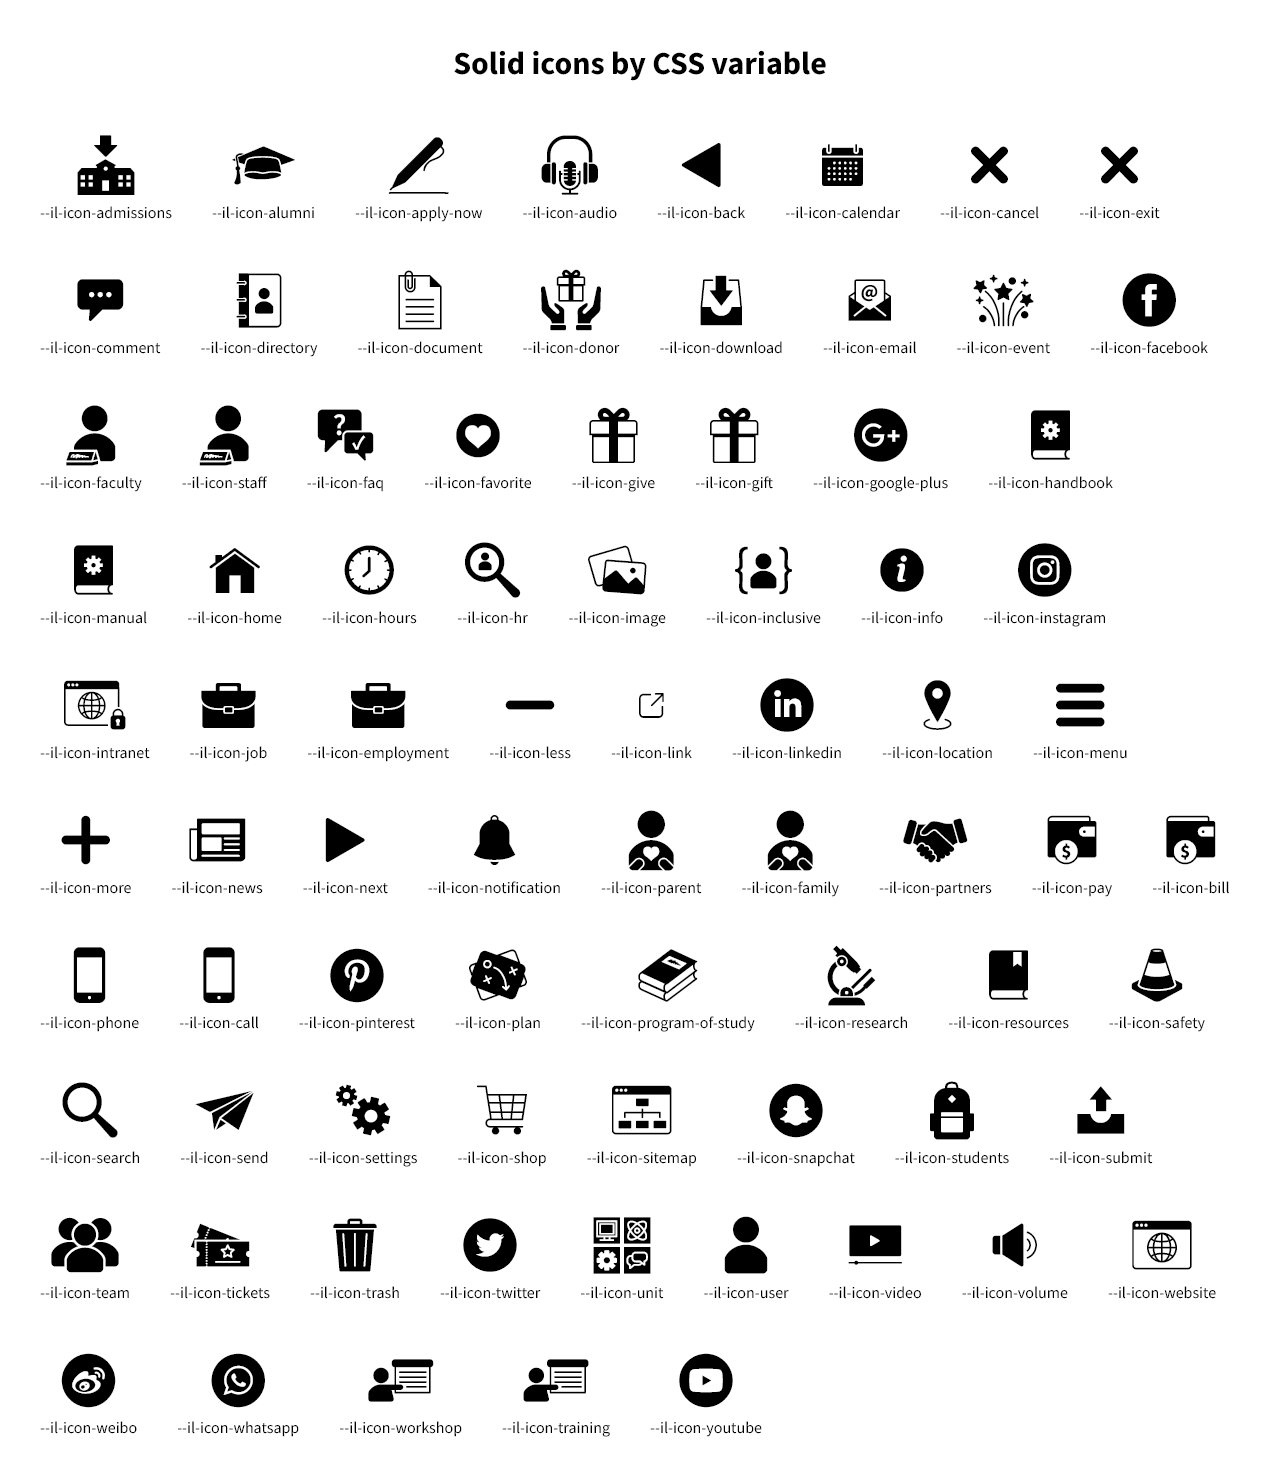 Solid icons by CSS variable
--il-icon-admissions --il-icon-alumni --il-icon-apply-now --il-icon-audio --il-icon-back --il-icon-calendar --il-icon-cancel --il-icon-exit
--il-icon-comment --il-icon-directory --il-icon-document --il-icon-donor --il-icon-download --il-icon-email --il-icon-event --il-icon-facebook
--il-icon-faculty --il-icon-staff --il-icon-faq --il-icon-favorite --il-icon-give --il-icon-gift --il-icon-google-plus --il-icon-handbook
--il-icon-manual --il-icon-home --il-icon-hours --il-icon-hr --il-icon-image --il-icon-inclusive --il-icon-info --il-icon-instagram
--il-icon-intranet --il-icon-job --il-icon-employment --il-icon-less --il-icon-link --il-icon-linkedin --il-icon-location --il-icon-menu
--il-icon-more --il-icon-news --il-icon-next --il-icon-notification --il-icon-parent --il-icon-family --il-icon-partners --il-icon-pay --il-icon-bill
--il-icon-phone --il-icon-call --il-icon-pinterest --il-icon-plan --il-icon-program-of-study --il-icon-research --il-icon-resources --il-icon-safety
--il-icon-search --il-icon-send --il-icon-settings --il-icon-shop --il-icon-sitemap --il-icon-snapchat --il-icon-students --il-icon-submit
--il-icon-team --il-icon-tickets --il-icon-trash --il-icon-twitter --il-icon-unit --il-icon-user --il-icon-video --il-icon-volume --il-icon-website
--il-icon-weibo --il-icon-whatsapp --il-icon-workshop --il-icon-training --il-icon-youtube